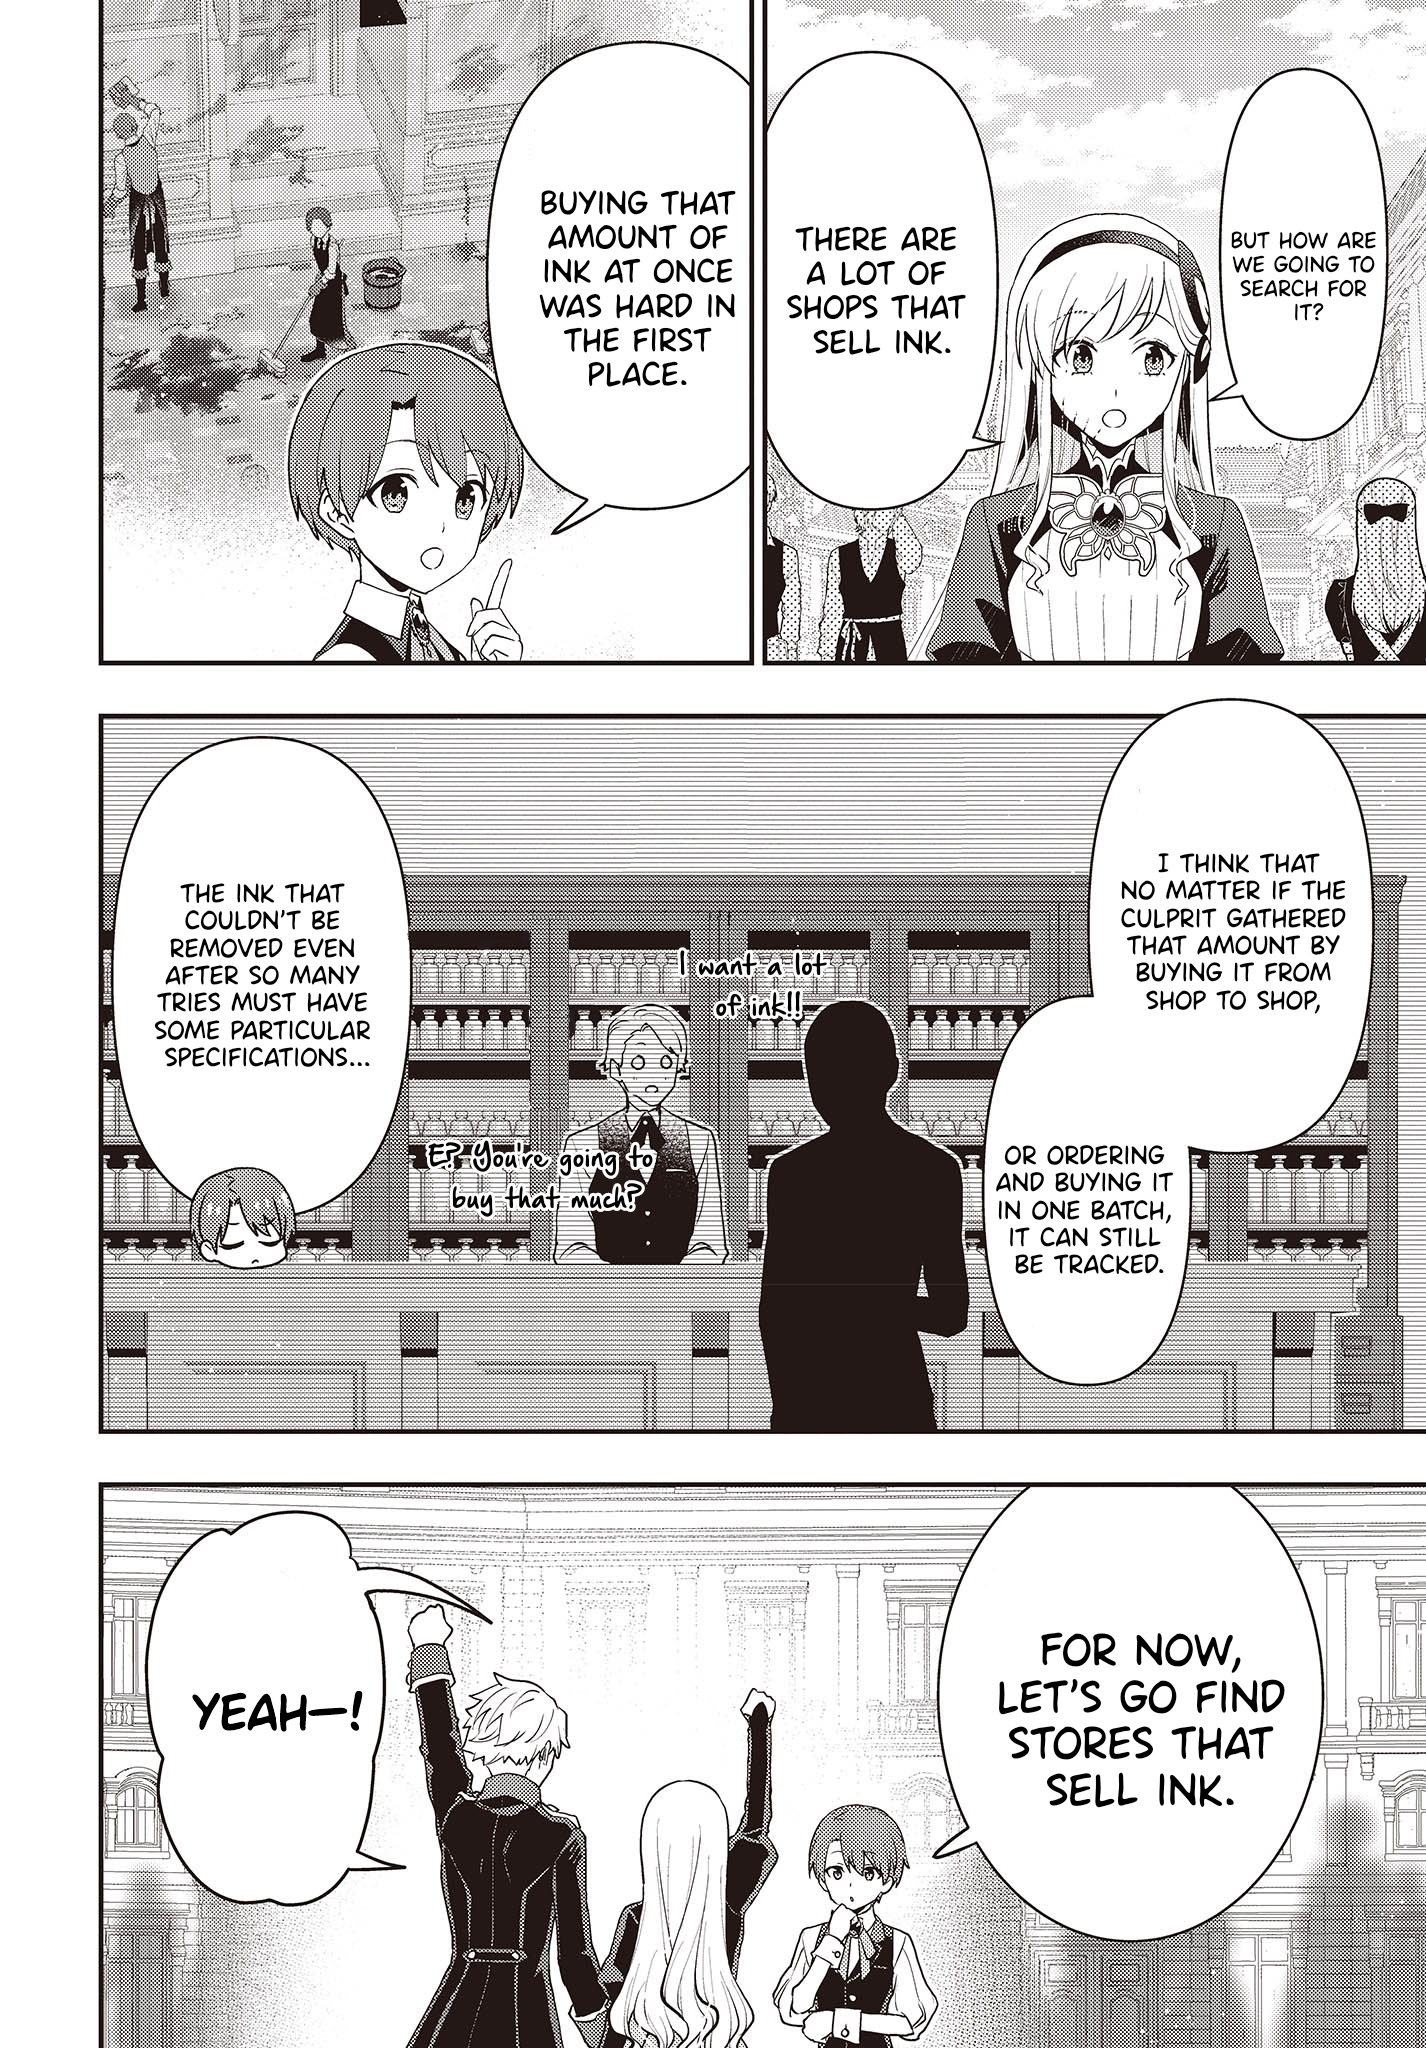 BUT HOW ARE
WE GOING TO
SEARCH FOR
IT?
THERE ARE
A LOT OF
SHOPS THAT
SELL INK.
BUYING THAT
AMOUNT OF
INK AT ONCE
WAS HARD IN
THE FIRST
PLACE.
I THINK THAT
NO MATTER IF THE
CULPRIT GATHERED
THAT AMOUNT BY
BUYING IT FROM
SHOP TO SHOP,
OR ORDERING
AND BUYING IT
IN ONE BATCH,
IT CAN STILL
BE TRACKED.
I want a lot
of ink!!
E? You're going to
buy that much?
THE INK THAT
COULDN'T BE
REMOVED EVEN
AFTER SO MANY
TRIES MUST HAVE
SOME PARTICULAR
SPECIFICATIONS...
FOR NOW,
LET'S GO FIND
STORES THAT
SELL INK.
YEAH—!